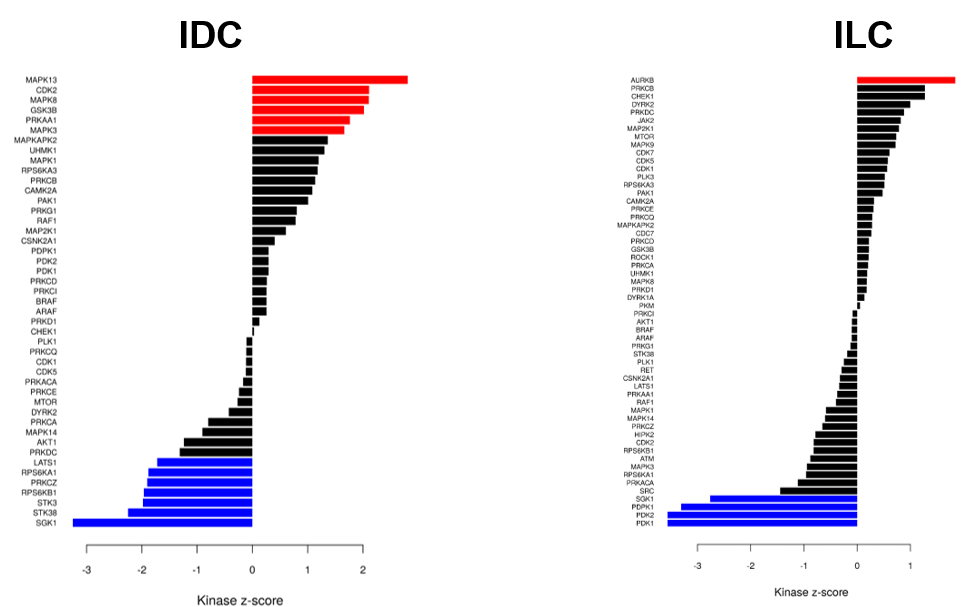 IDC
MAPK13
CDK2
MAPK8
GSK3B
PRKAA1
MAPK3
MAPKAPK2
UHMK1
MAPK1
RPS6KA3
PRKCB
CAMK2A
PAK1
PRKG1
RAF1
MAP2K1
CSNK2A1
PDPK1
PDK2
PDK1
PRKCD
PRKCI
BRAF
ARAF
PRKD1
CHEK1
PLK1
PRKCQ
CDK1
CDK5
PRKACA
PRKCE
MTOR
DYRK2
PRKCA
MAPK14
AKT1
PRKDC
LATS1
RPS6KA1
PRKCZ
RPS6KB1
STK3
STK38
SGK1
-3 -2 -1 0 1 2
Kinase z-score
ILC
AURKB
PRKCB
CHEK1
DYRK2
PRKDC
JAK2
MAP2K1
MTOR
MAPK9
CDK7
CDK5
CDK1
PLK3
RPS6KA3
PAK1
CAMK2A
PRKCE
PRKCQ
MAPKAPK2
CDC7
PRKCD
GSK3B
ROCK1
PRKCA
UHMK1
MAPK8
PRKD1
DYRK1A
PKM
PRKCI
AKT1
BRAF
ARAF
PRKG1
STK38
PLK1
RET
CSNK2A1
LATS1
PRKAA1
RAF1
MAPK1
MAPK14
PRKCZ
HIPK2
CDK2
RPS6KB1
ATM
MAPK3
RPS6KA1
PRKACA
SRC
SGK1
PDPK1
PDK2
PDK1
-3 -2 -1 0 1
Kinase z-score